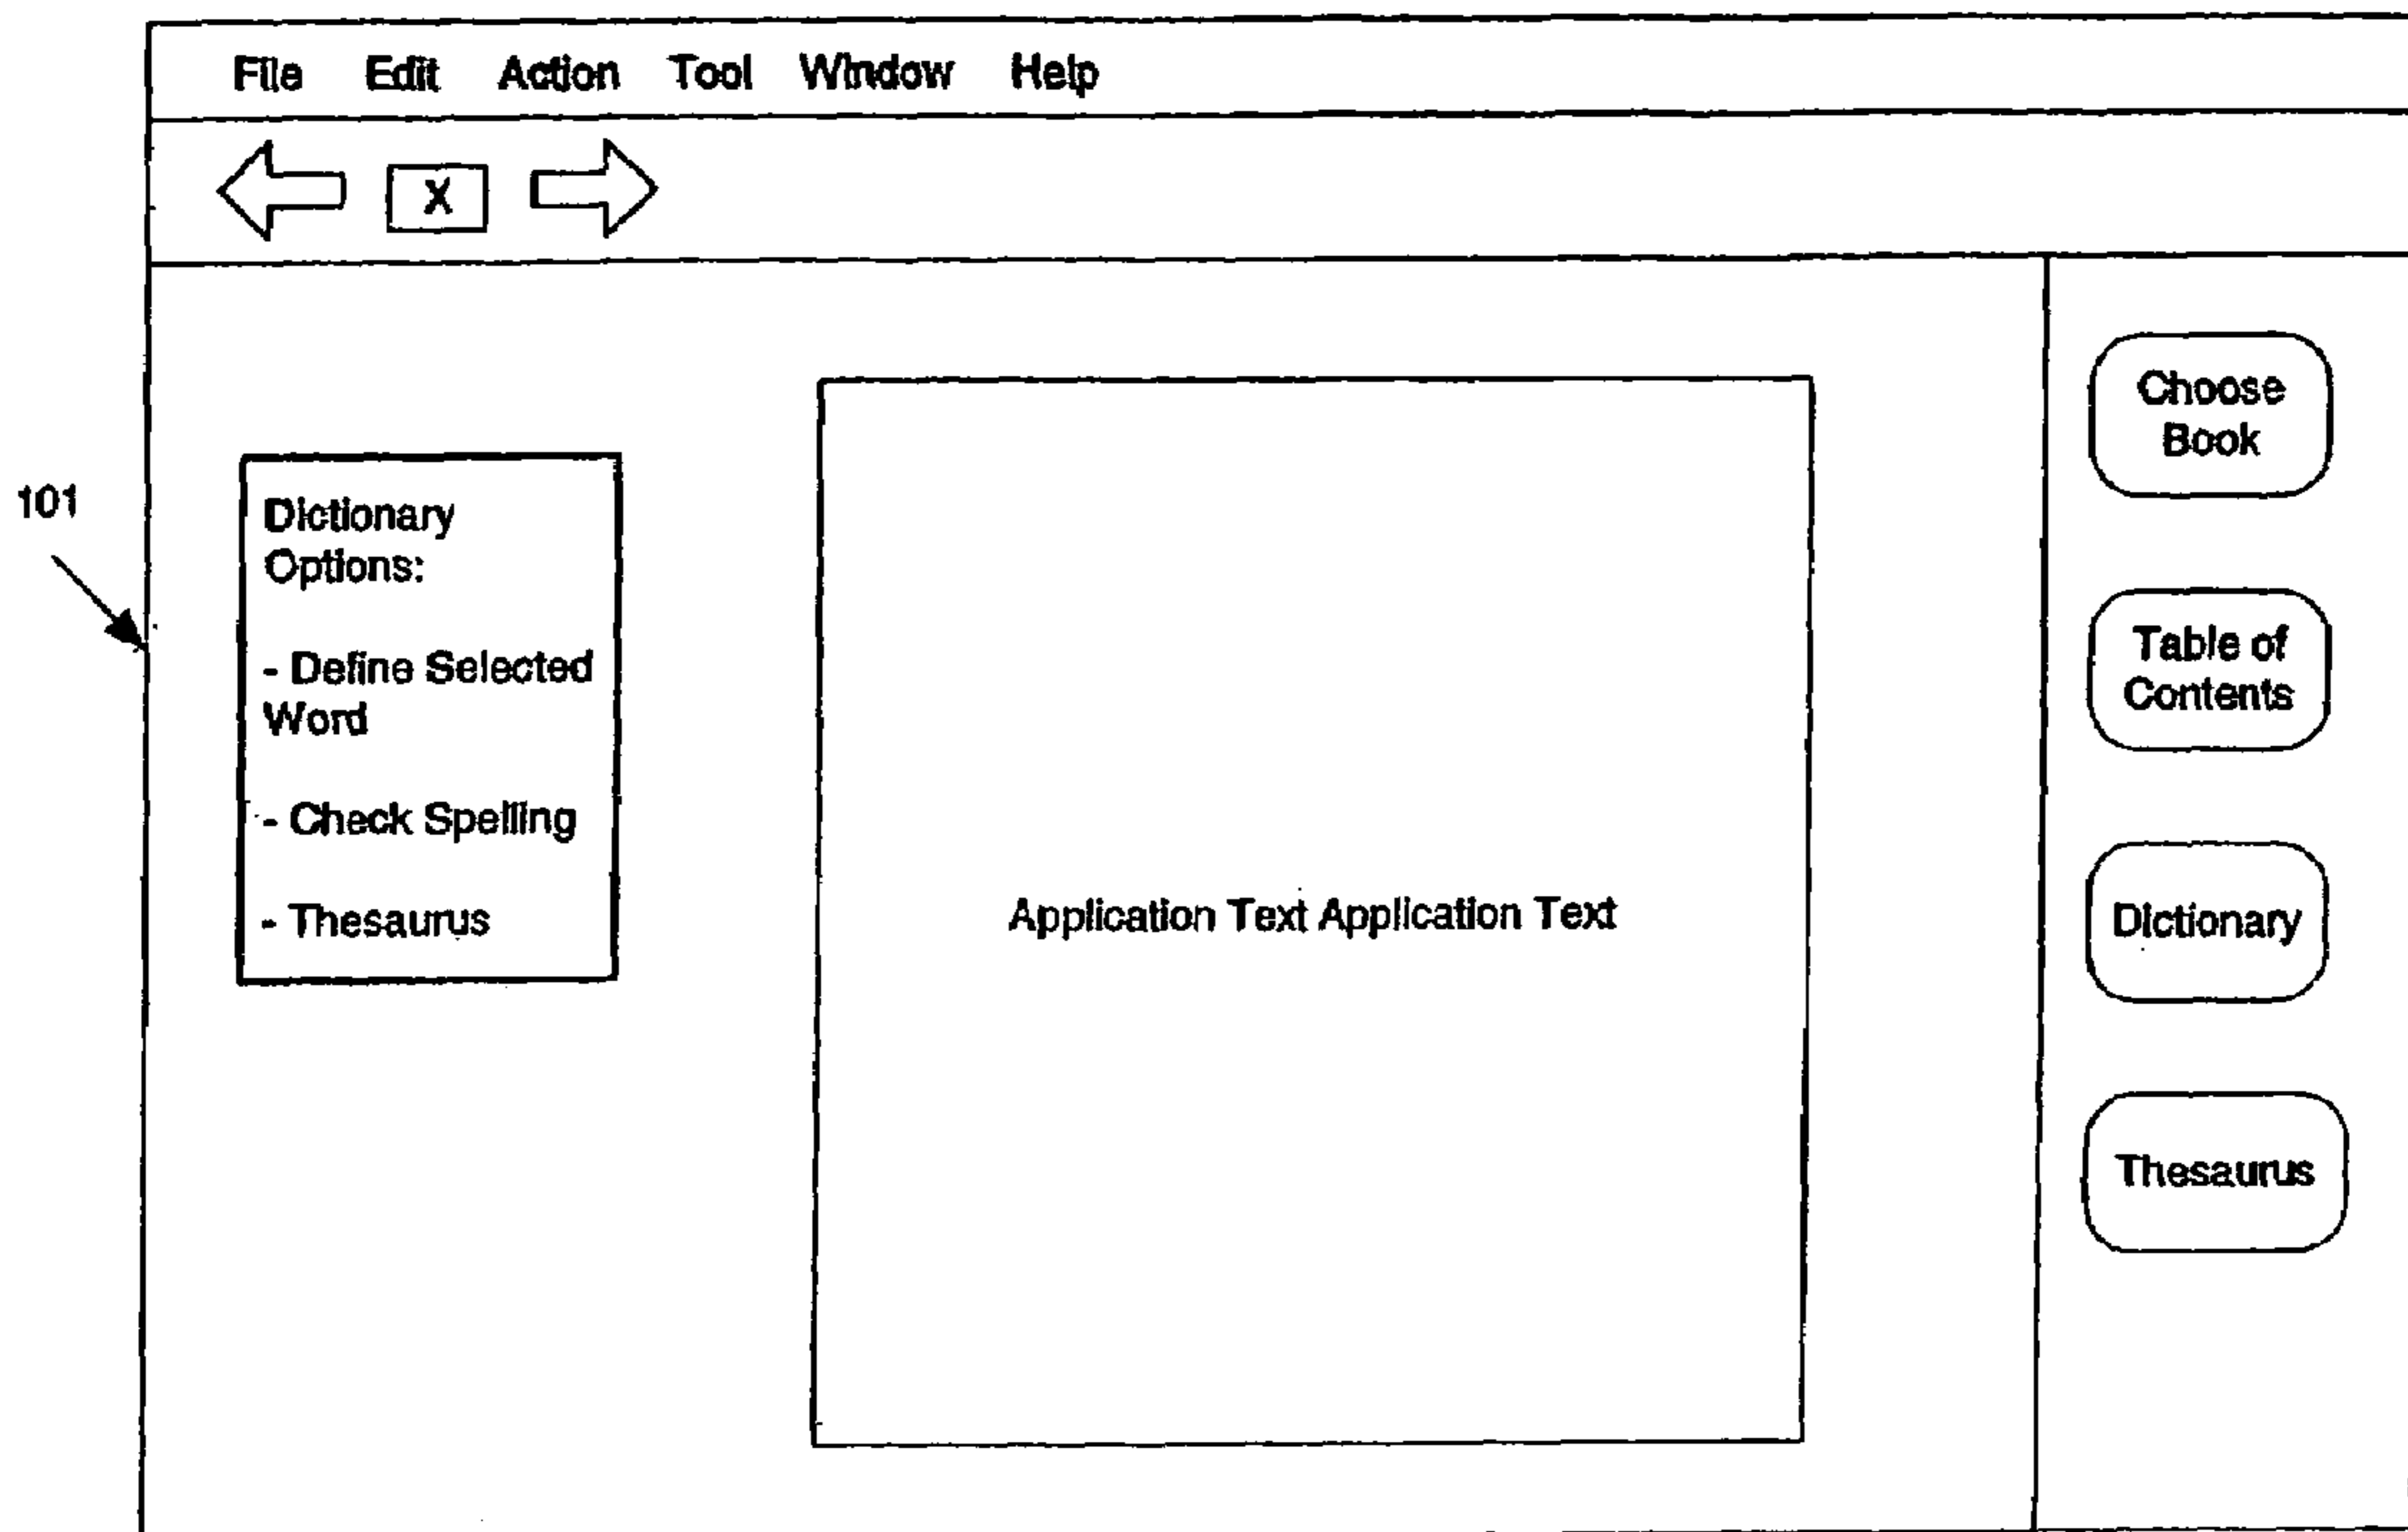 File Edit Action Tool Window Help
X
101
Dictionary
Options:
- Define Selected
Word
- Check Spelling
- Thesaurus
Application Text Application Text
Choose
Book
Table of
Contents
Dictionary
Thesaurus